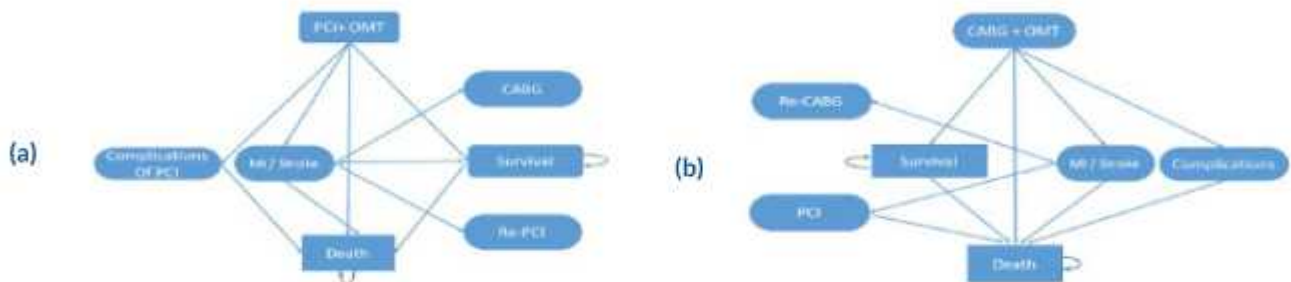 PCI+ OMT
CABG
(a)
Complications
Of PCI
MI / Stroke
Survival
Re-PCI
Death
CABG + OMT
Re-CABG
(b)
Survival
MI / Stroke
Complications
PCI
Death